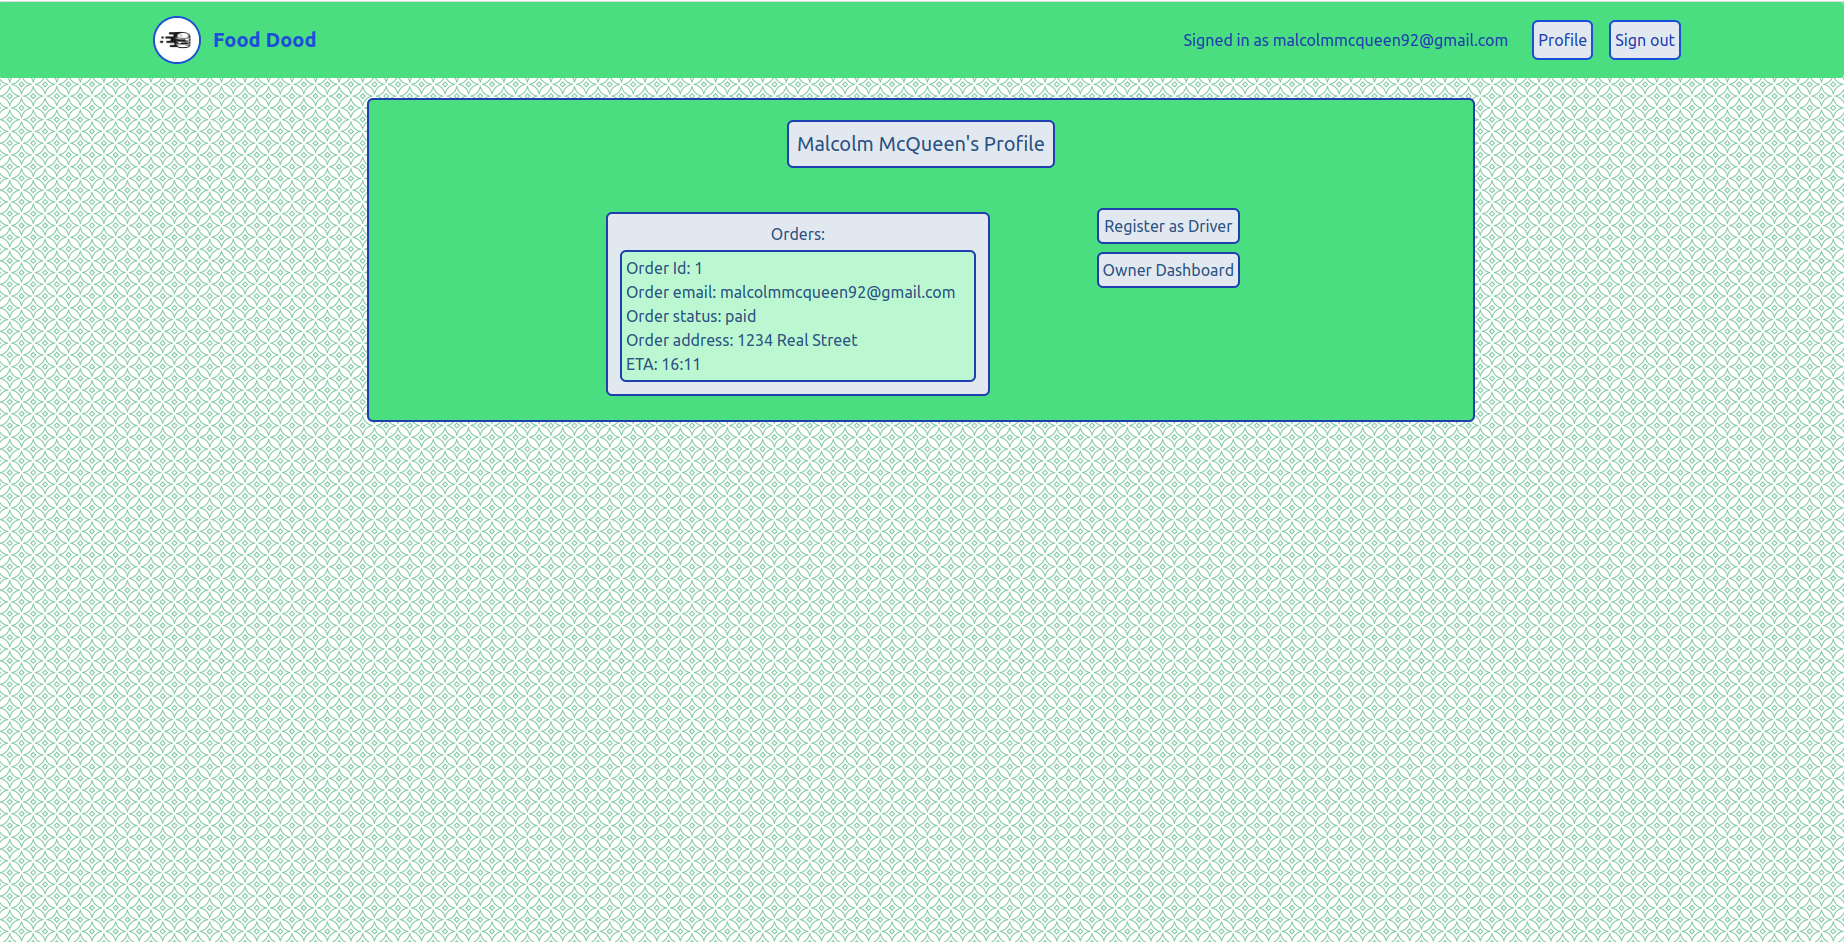 Food Dood
Signed in as malcolmmcqueen92@gmail.com
Profile
Sign out
Malcolm McQueen's Profile
Orders:
Order Id: 1
Order email: malcolmmcqueen92@gmail.com
Order status: paid
Order address: 1234 Real Street
ETA: 16:11
Register as Driver
Owner Dashboard